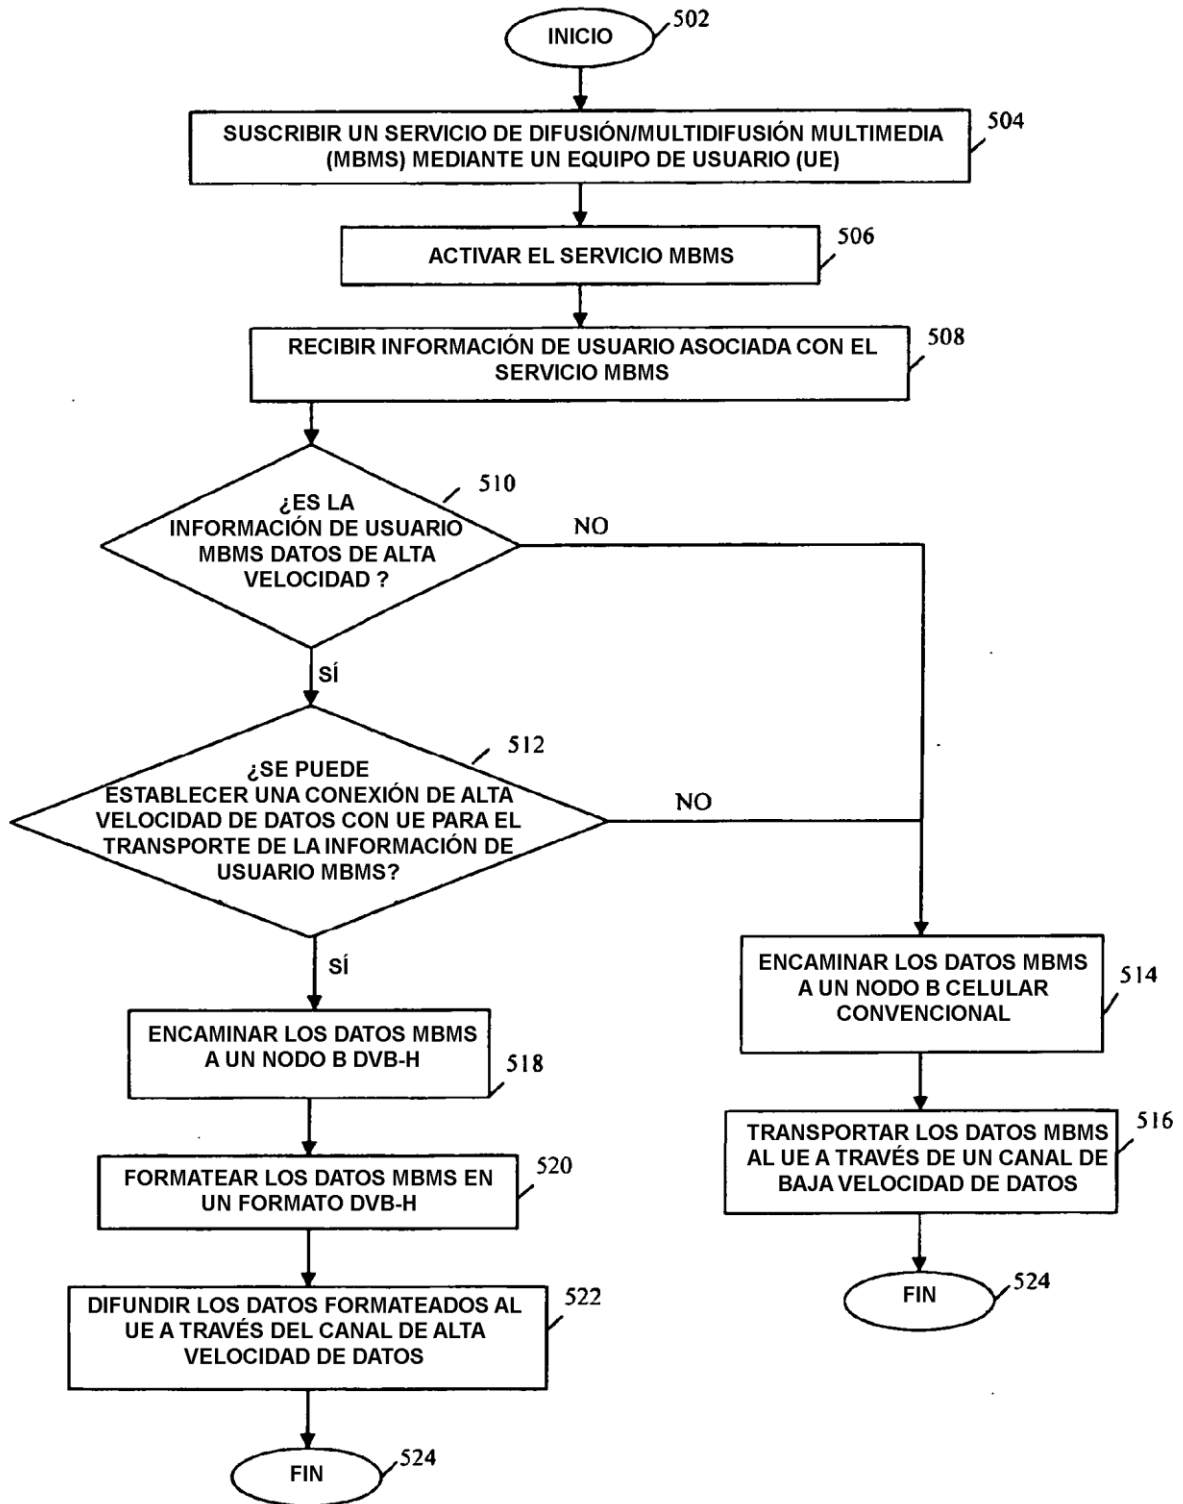 INICIO
502
SUSCRIBIR UN SERVICIO DE DIFUSIÓN/MULTIDIFUSIÓN MULTIMEDIA
(MBMS) MEDIANTE UN EQUIPO DE USUARIO (UE)
504
ACTIVAR EL SERVICIO MBMS
506
RECIBIR INFORMACIÓN DE USUARIO ASOCIADA CON EL
SERVICIO MBMS
508
¿ES LA
INFORMACIÓN DE USUARIO
MBMS DATOS DE ALTA
VELOCIDAD ?
510
NO
SÍ
¿SE PUEDE
ESTABLECER UNA CONEXIÓN DE ALTA
VELOCIDAD DE DATOS CON UE PARA EL
TRANSPORTE DE LA INFORMACIÓN DE
USUARIO MBMS?
512
NO
SÍ
ENCAMINAR LOS DATOS MBMS
A UN NODO B CELULAR
CONVENCIONAL
514
ENCAMINAR LOS DATOS MBMS
A UN NODO B DVB-H
518
TRANSPORTAR LOS DATOS MBMS
AL UE A TRAVÉS DE UN CANAL DE
BAJA VELOCIDAD DE DATOS
516
FORMATEAR LOS DATOS MBMS EN
UN FORMATO DVB-H
520
FIN
524
DIFUNDIR LOS DATOS FORMATEADOS AL
UE A TRAVÉS DEL CANAL DE ALTA
VELOCIDAD DE DATOS
522
FIN
524